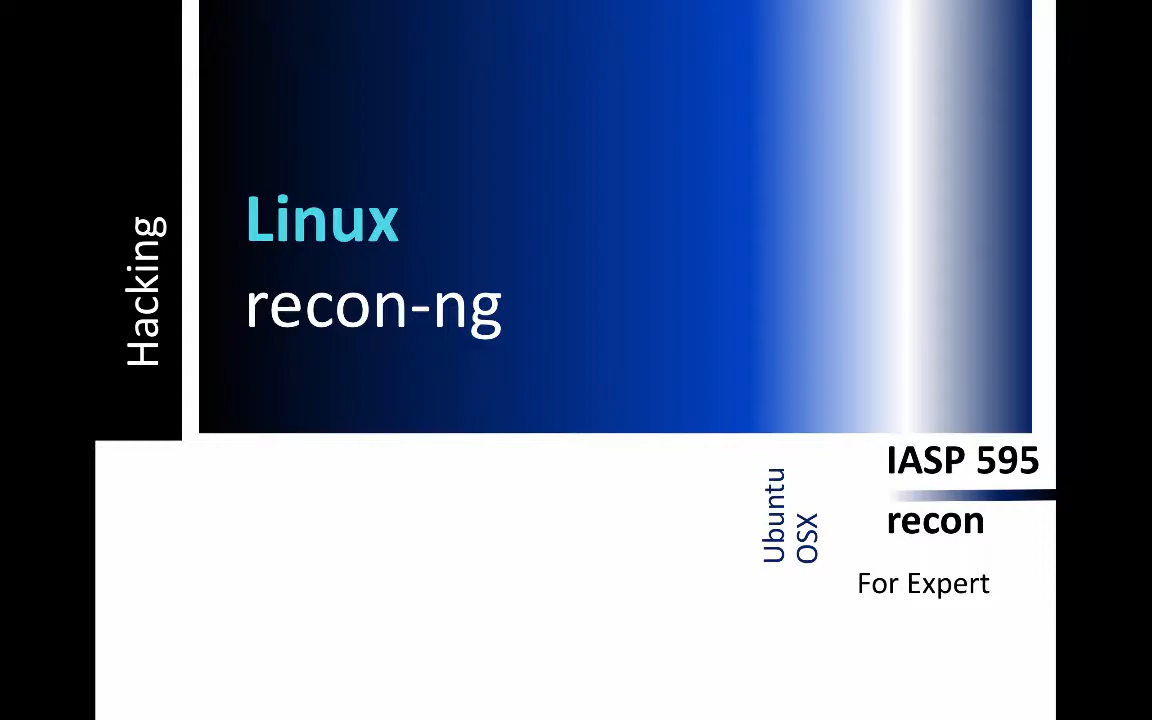 Hacking
Linux
recon-ng
IASP 595
recon
For Expert
Ubuntu
OSX